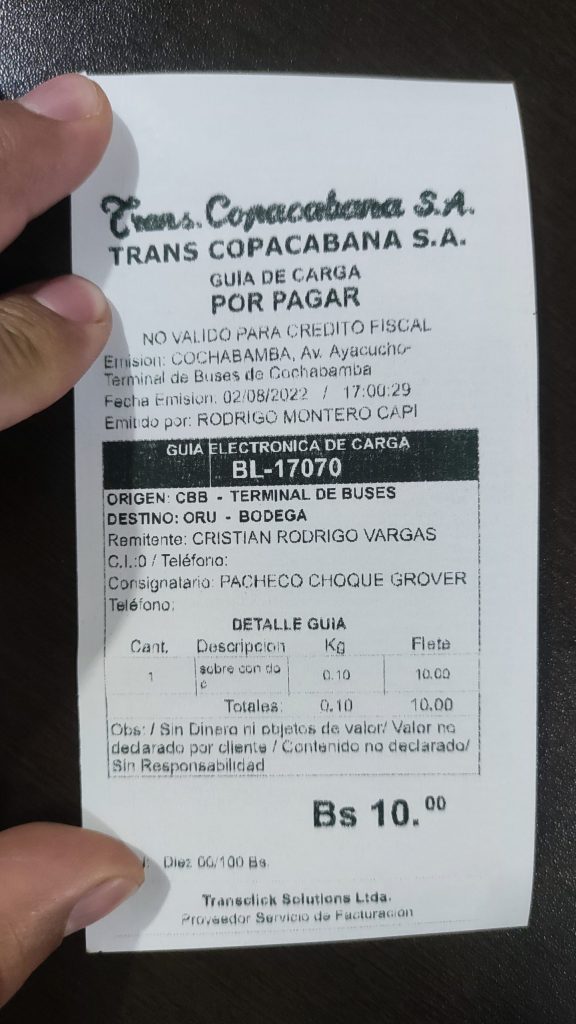 Trans. Copacabana S.A.
TRANS COPACABANA S.A.
GUIA DE CARGA
POR PAGAR
NO VALIDO PARA CREDITO FISCAL
Emision: COCHABAMBA, Av. Ayacucho-
Terminal de Buses de Cochabamba
Fecha Emision: 02/08/2022 / 17:00:29
Emitido por: RODRIGO MONTERO CAPI
GUIA ELECTRONICA DE CARGA
BL-17070
ORIGEN: CBB - TERMINAL DE BUSES
DESTINO: ORU - BODEGA
Remitente: CRISTIAN RODRIGO VARGAS
C.I.:0 / Teléfono:
Consignatario: PACHECO CHOQUE GROVER
Teléfono:
DETALLE GUIA
Cant. Descripcion Kg Flete
1 sobre con do 0.10 10.00
c
Totales: 0.10 10.00
Obs: / Sin Dinero ni objetos de valor/ Valor no
declarado por cliente / Contenido no declarado/
Sin Responsabilidad
Bs 10.00
Diez 00/100 Bs.
Transclick Solutions Ltda.
Proveedor Servicio de Facturación